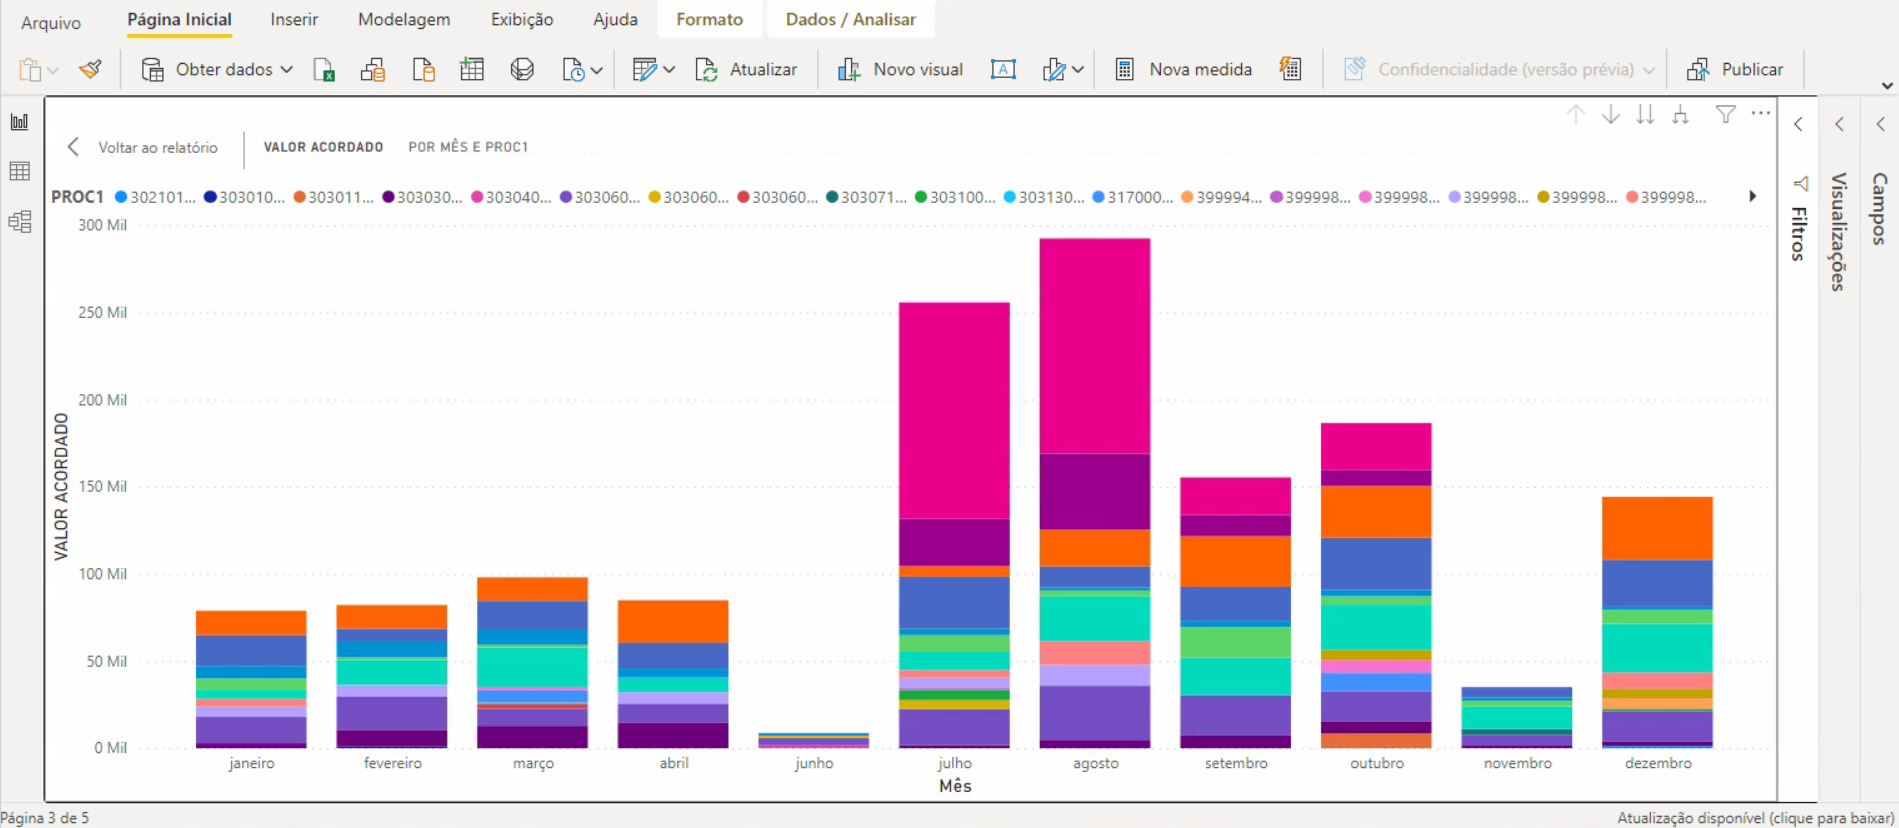 Arquivo Página Inicial Inserir Modelagem Exibição Ajuda Formato Dados / Analisar
Obter dados Atualizar Novo visual Nova medida Confidencialidade (versão prévia) Publicar
Voltar ao relatório VALOR ACORDADO POR MÊS E PROC1
PROC1 302101... 303010... 303011... 303030... 303040... 303060... 303060... 303060... 303071... 303100... 303130... 317000... 399994... 399998... 399998... 399998... 399998... 399998...
300 Mil
250 Mil
200 Mil
150 Mil
100 Mil
50 Mil
0 Mil
VALOR ACORDADO
janeiro fevereiro março abril junho julho agosto setembro outubro novembro dezembro
Mês
Filtros
Visualizações
Campos
Página 3 de 5
Atualização disponível (clique para baixar)